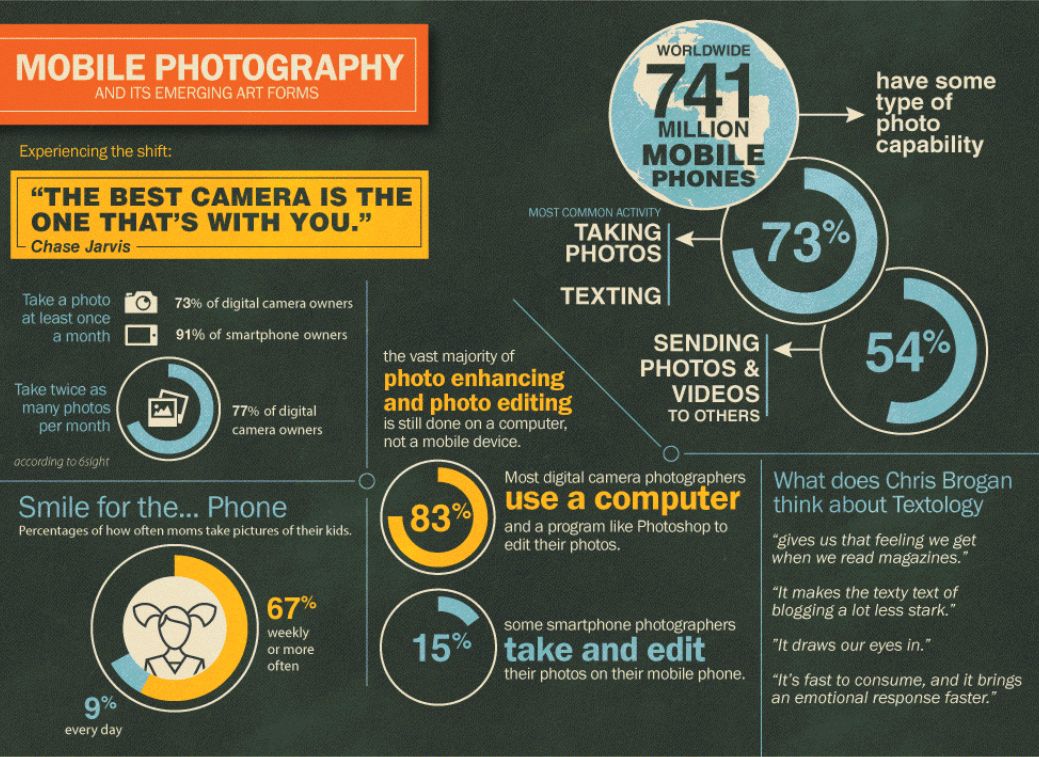 MOBILE PHOTOGRAPHY
AND ITS EMERGING ART FORMS
Experiencing the shift:
“THE BEST CAMERA IS THE
ONE THAT’S WITH YOU.”
Chase Jarvis
WORLDWIDE
741
MILLION
MOBILE
PHONES
have some
type of
photo
capability
MOST COMMON ACTIVITY
TAKING
PHOTOS
TEXTING
73%
SENDING
PHOTOS &
VIDEOS
TO OTHERS
54%
Take a photo
at least once
a month
73% of digital camera owners
91% of smartphone owners
Take twice as
many photos
per month
77% of digital
camera owners
according to 6sight
the vast majority of
photo enhancing
and photo editing
is still done on a computer,
not a mobile device.
Smile for the... Phone
Percentages of how often moms take pictures of their kids.
67%
weekly
or more
often
9%
every day
83%
Most digital camera photographers
use a computer
and a program like Photoshop to
edit their photos.
15%
some smartphone photographers
take and edit
their photos on their mobile phone.
What does Chris Brogan
think about Textology
“gives us that feeling we get
when we read magazines.”
“It makes the texty text of
blogging a lot less stark.”
"It draws our eyes in.”
“It’s fast to consume, and it brings
an emotional response faster.”